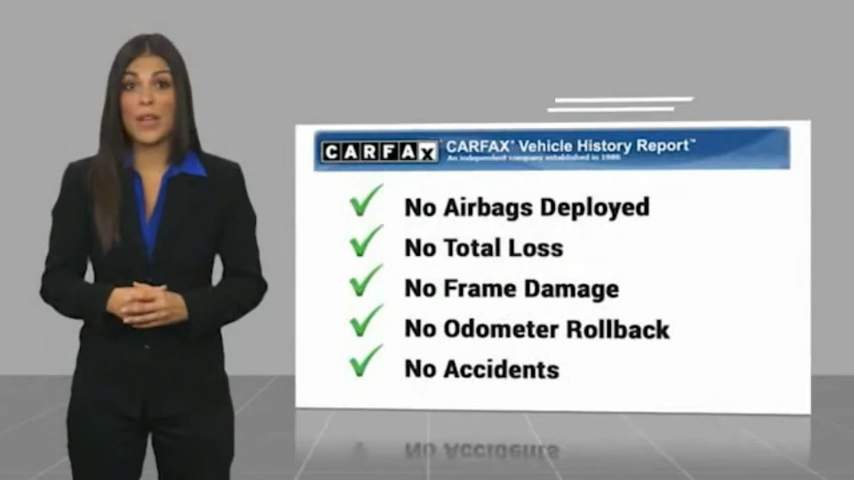 CARFAX CARFAX Vehicle History Report™
An independent company established in 1986
No Airbags Deployed
No Total Loss
No Frame Damage
No Odometer Rollback
No Accidents